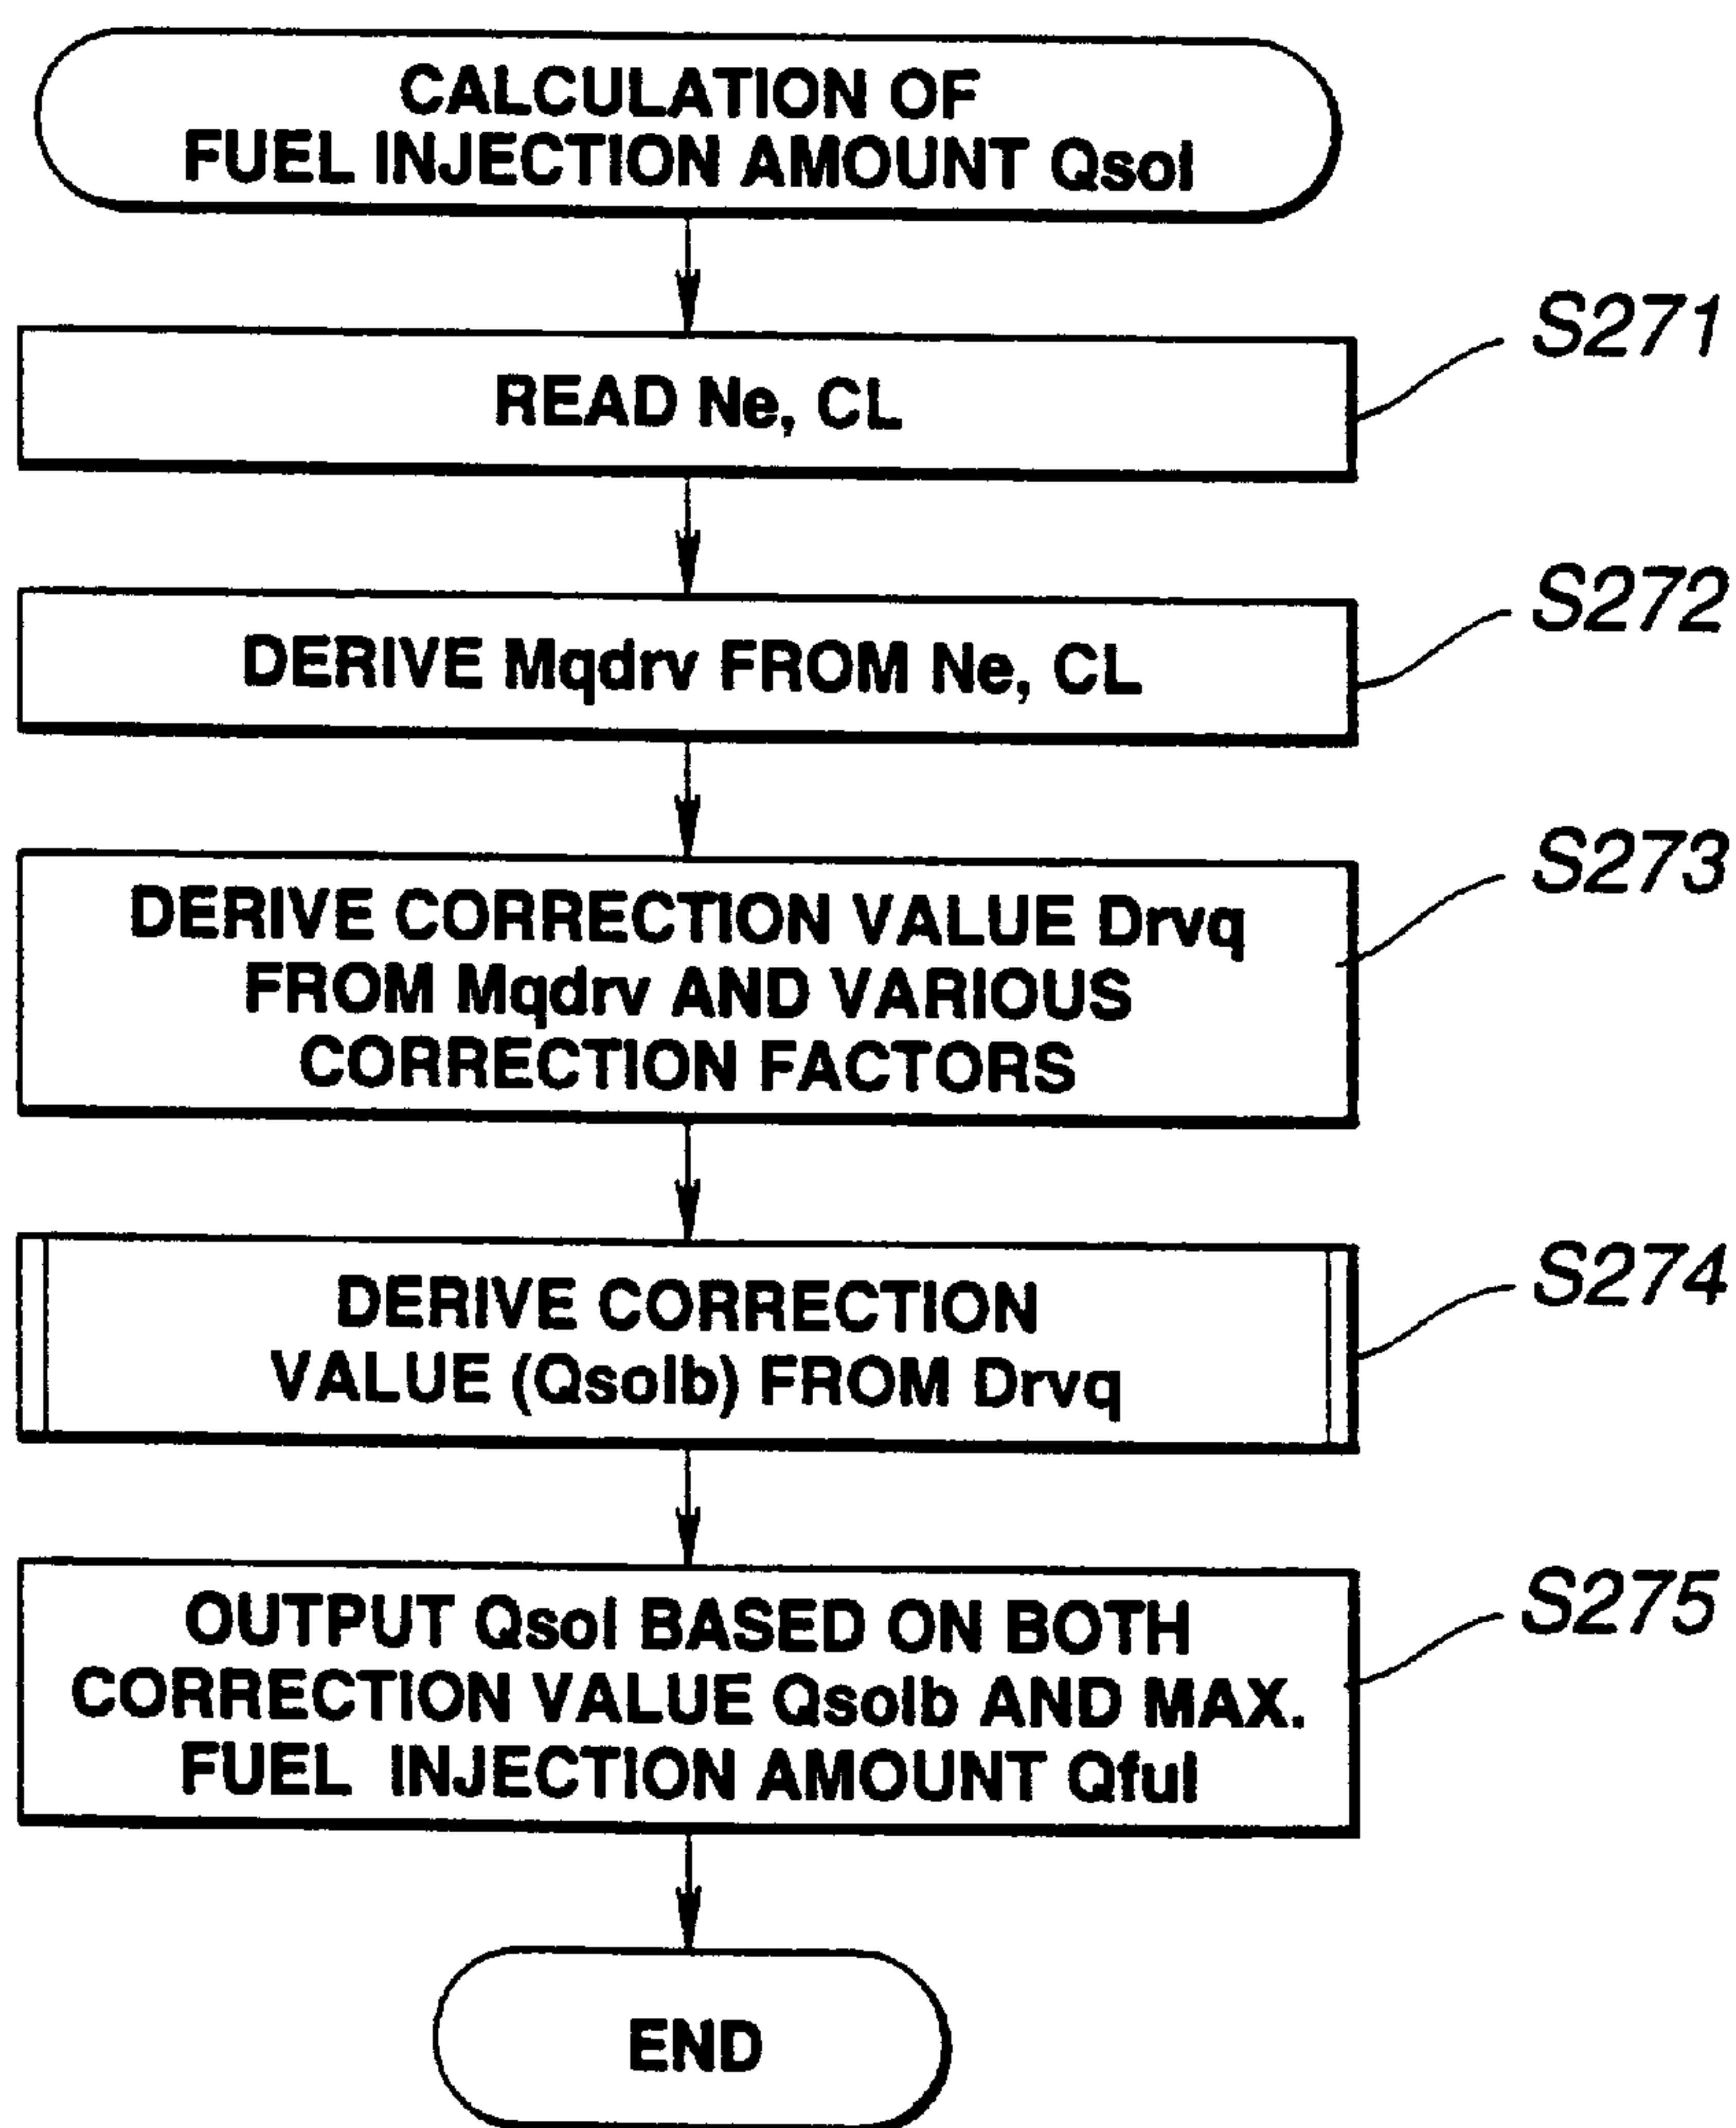 CALCULATION OF
FUEL INJECTION AMOUNT Qsol
S271
READ Ne, CL
S272
DERIVE Mqdrv FROM Ne, CL
S273
DERIVE CORRECTION VALUE Drvq
FROM Mqdrv AND VARIOUS
CORRECTION FACTORS
S274
DERIVE CORRECTION
VALUE (Qsolb) FROM Drvq
S275
OUTPUT Qsol BASED ON BOTH
CORRECTION VALUE Qsolb AND MAX.
FUEL INJECTION AMOUNT Qful
END